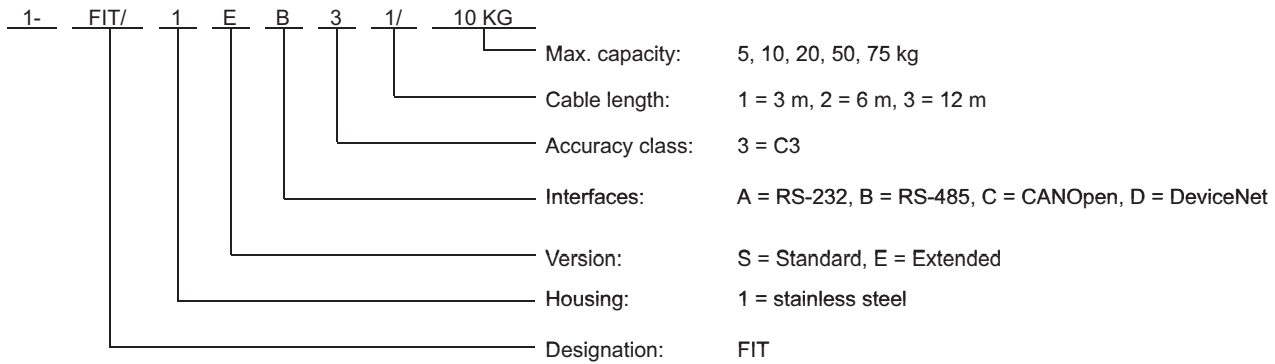 1- FIT/ 1 E B 3 1/ 10 KG
Max. capacity: 5, 10, 20, 50, 75 kg
Cable length: 1 = 3 m, 2 = 6 m, 3 = 12 m
Accuracy class: 3 = C3
Interfaces: A = RS-232, B = RS-485, C = CANOpen, D = DeviceNet
Version: S = Standard, E = Extended
Housing: 1 = stainless steel
Designation: FIT